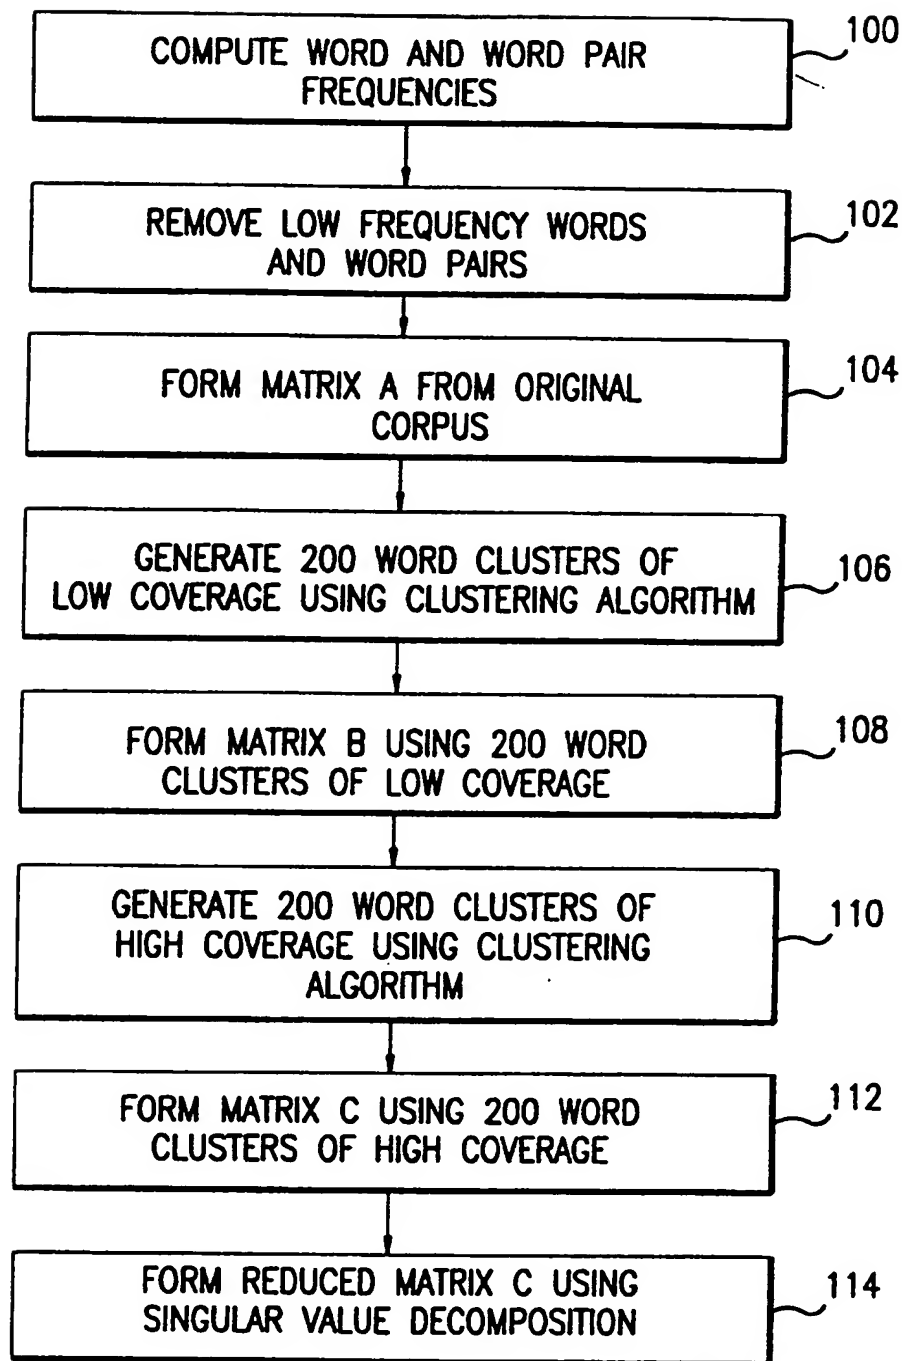 COMPUTE WORD AND WORD PAIR
FREQUENCIES
100
REMOVE LOW FREQUENCY WORDS
AND WORD PAIRS
102
FORM MATRIX A FROM ORIGINAL
CORPUS
104
GENERATE 200 WORD CLUSTERS OF
LOW COVERAGE USING CLUSTERING ALGORITHM
106
FORM MATRIX B USING 200 WORD
CLUSTERS OF LOW COVERAGE
108
GENERATE 200 WORD CLUSTERS OF
HIGH COVERAGE USING CLUSTERING
ALGORITHM
110
FORM MATRIX C USING 200 WORD
CLUSTERS OF HIGH COVERAGE
112
FORM REDUCED MATRIX C USING
SINGULAR VALUE DECOMPOSITION
114